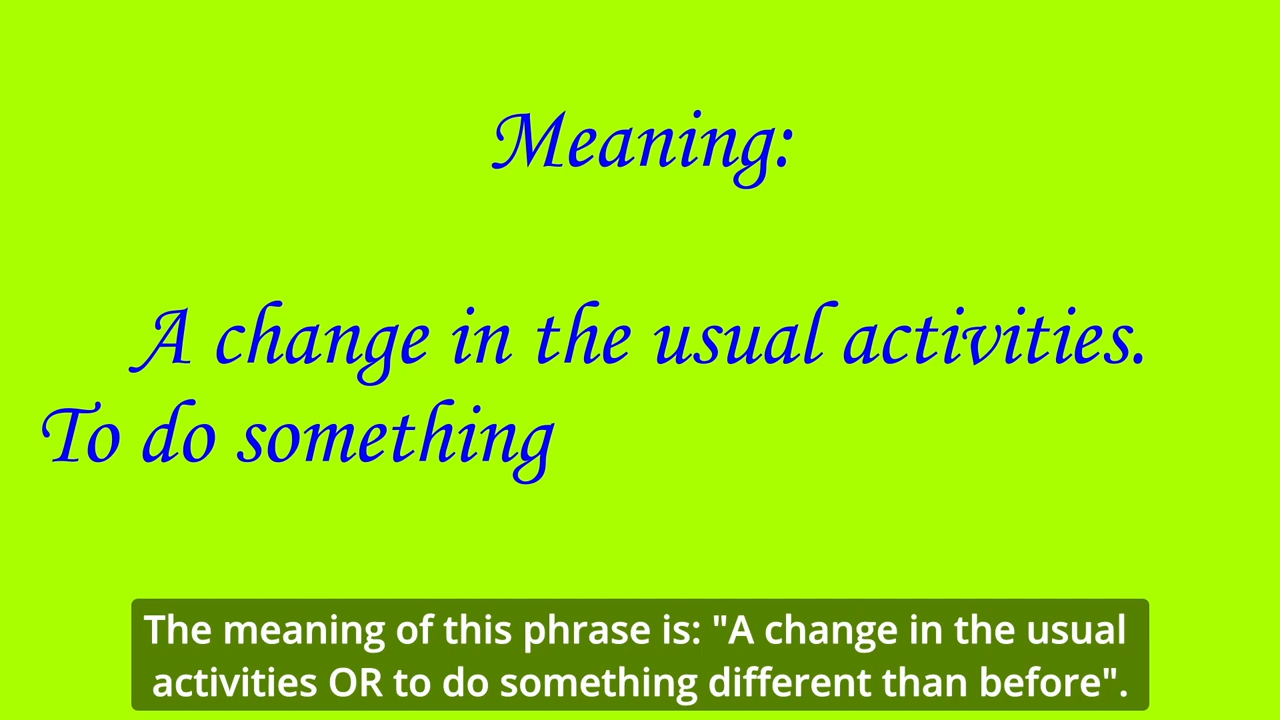 Meaning:
A change in the usual activities.
To do something
The meaning of this phrase is: "A change in the usual
activities OR to do something different than before".